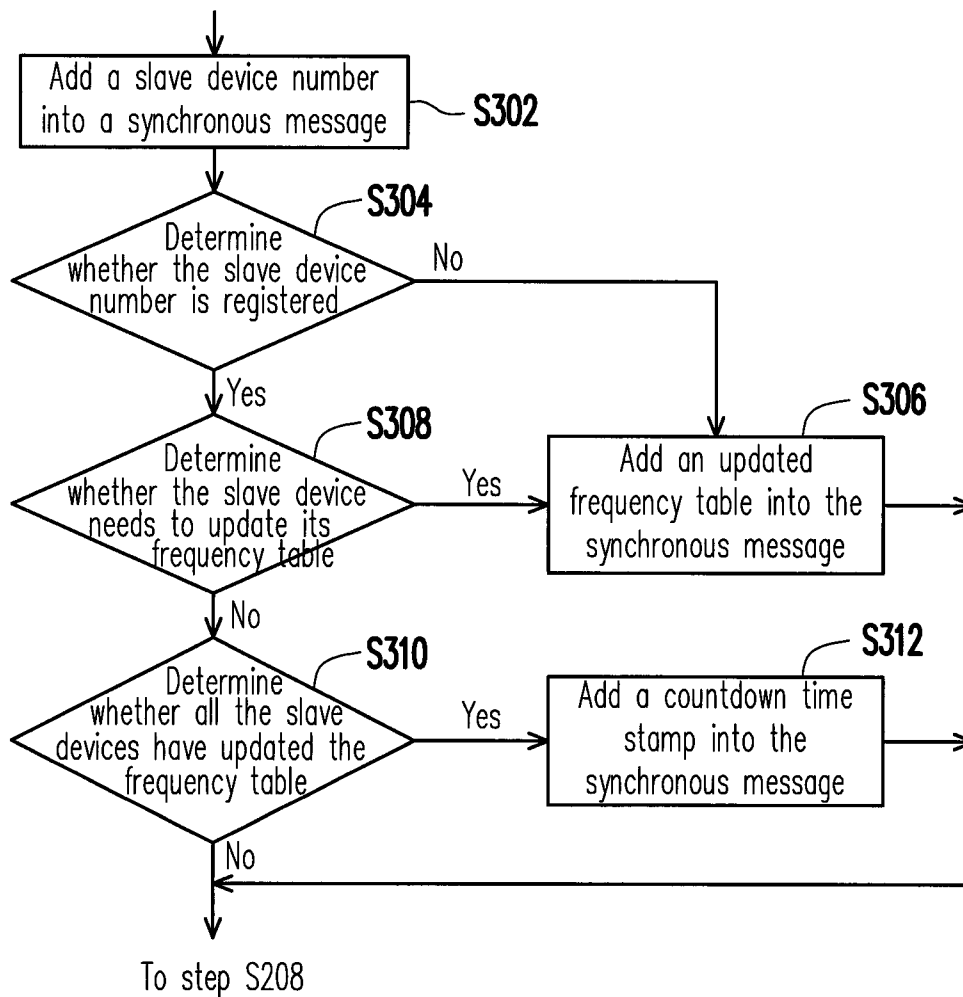 Add a slave device number
into a synchronous message
S302
S304
Determine
whether the slave device
number is registered
No
Yes
S308
Determine
whether the slave device
needs to update its
frequency table
Yes
S306
Add an updated
frequency table into the
synchronous message
No
S310
Determine
whether all the slave
devices have updated the
frequency table
Yes
S312
Add a countdown time
stamp into the
synchronous message
No
To step S208